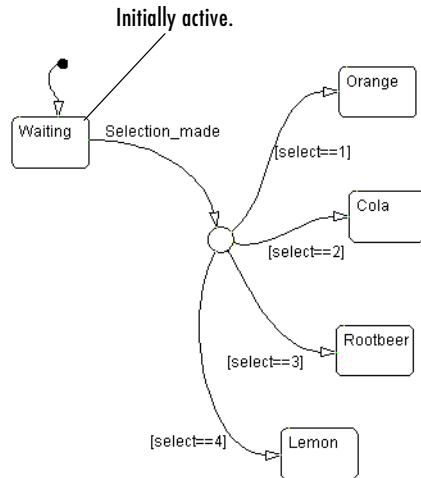 Initially active.
Orange
Waiting
Selection_made
[select==1]
Cola
[select==2]
Rootbeer
[select==3]
[select==4]
Lemon